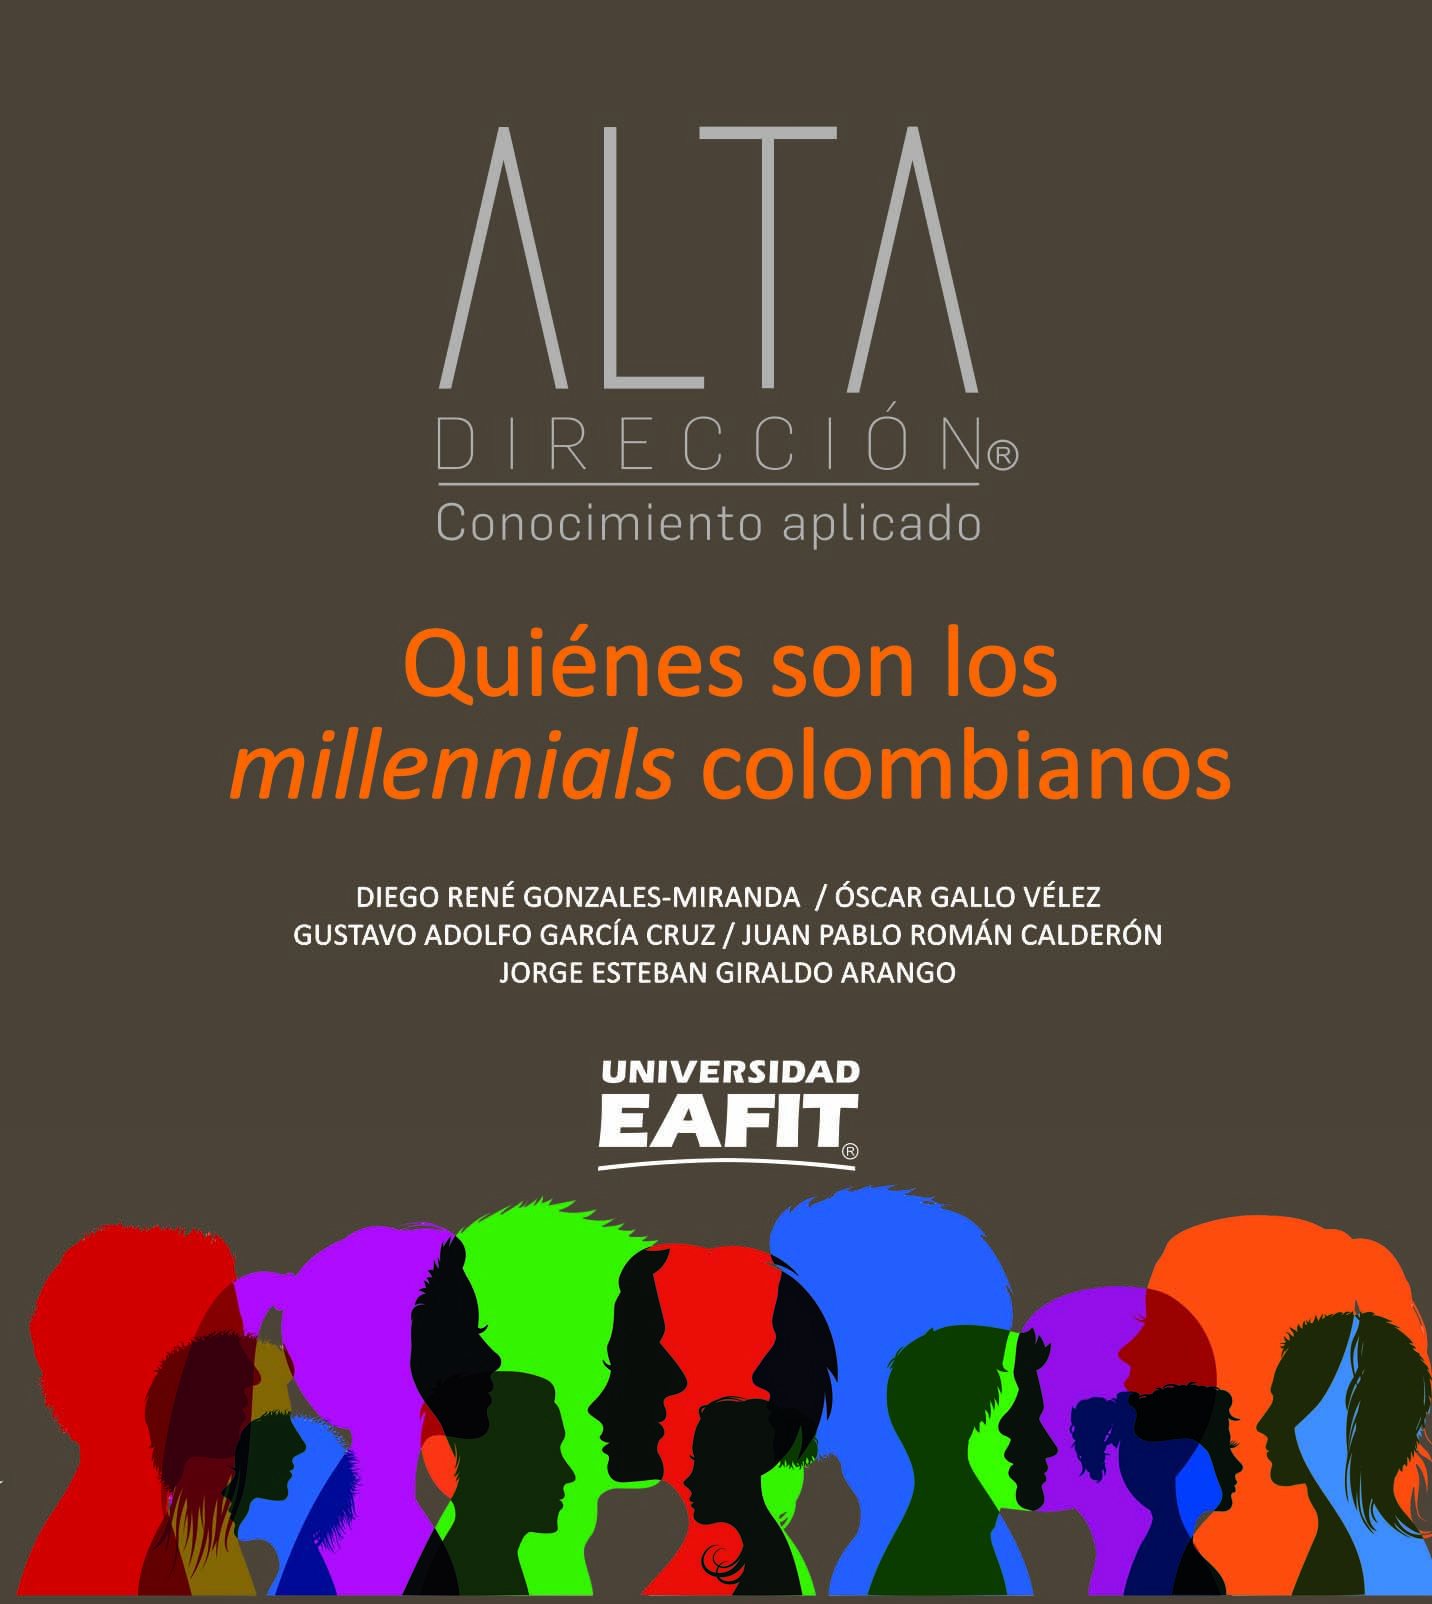 ALTA
DIRECCIÓN®
Conocimiento aplicado
Quiénes son los
millennials colombianos
DIEGO RENÉ GONZALES-MIRANDA / ÓSCAR GALLO VÉLEZ
GUSTAVO ADOLFO GARCÍA CRUZ / JUAN PABLO ROMÁN CALDERÓN
JORGE ESTEBAN GIRALDO ARANGO
UNIVERSIDAD
EAFIT®